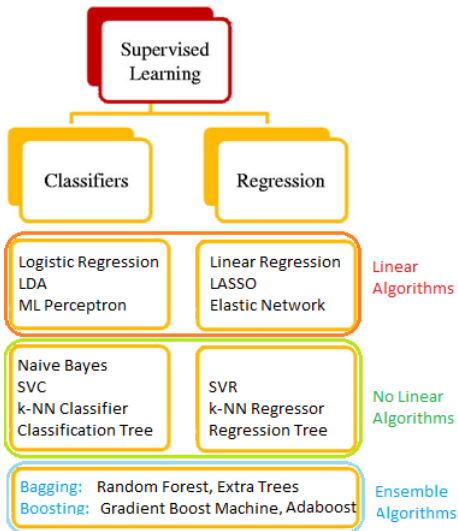 Supervised
Learning
Classifiers
Regression
Logistic Regression
LDA
ML Perceptron
Linear Regression
LASSO
Elastic Network
Linear
Algorithms
Naive Bayes
SVC
k-NN Classifier
Classification Tree
SVR
k-NN Regressor
Regression Tree
No Linear
Algorithms
Bagging: Random Forest, Extra Trees
Boosting: Gradient Boost Machine, Adaboost
Ensemble
Algorithms